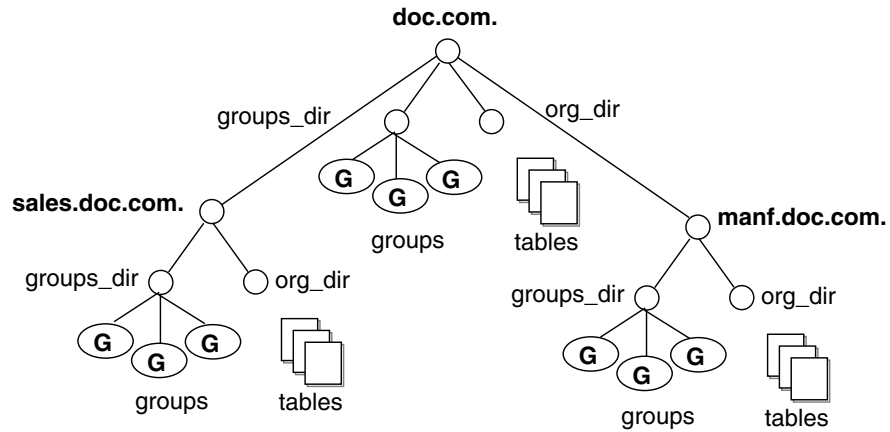 doc.com.
groups_dir
org_dir
G
G
G
groups
tables
sales.doc.com.
manf.doc.com.
groups_dir
org_dir
G
G
G
groups
tables
groups_dir
org_dir
G
G
G
groups
tables